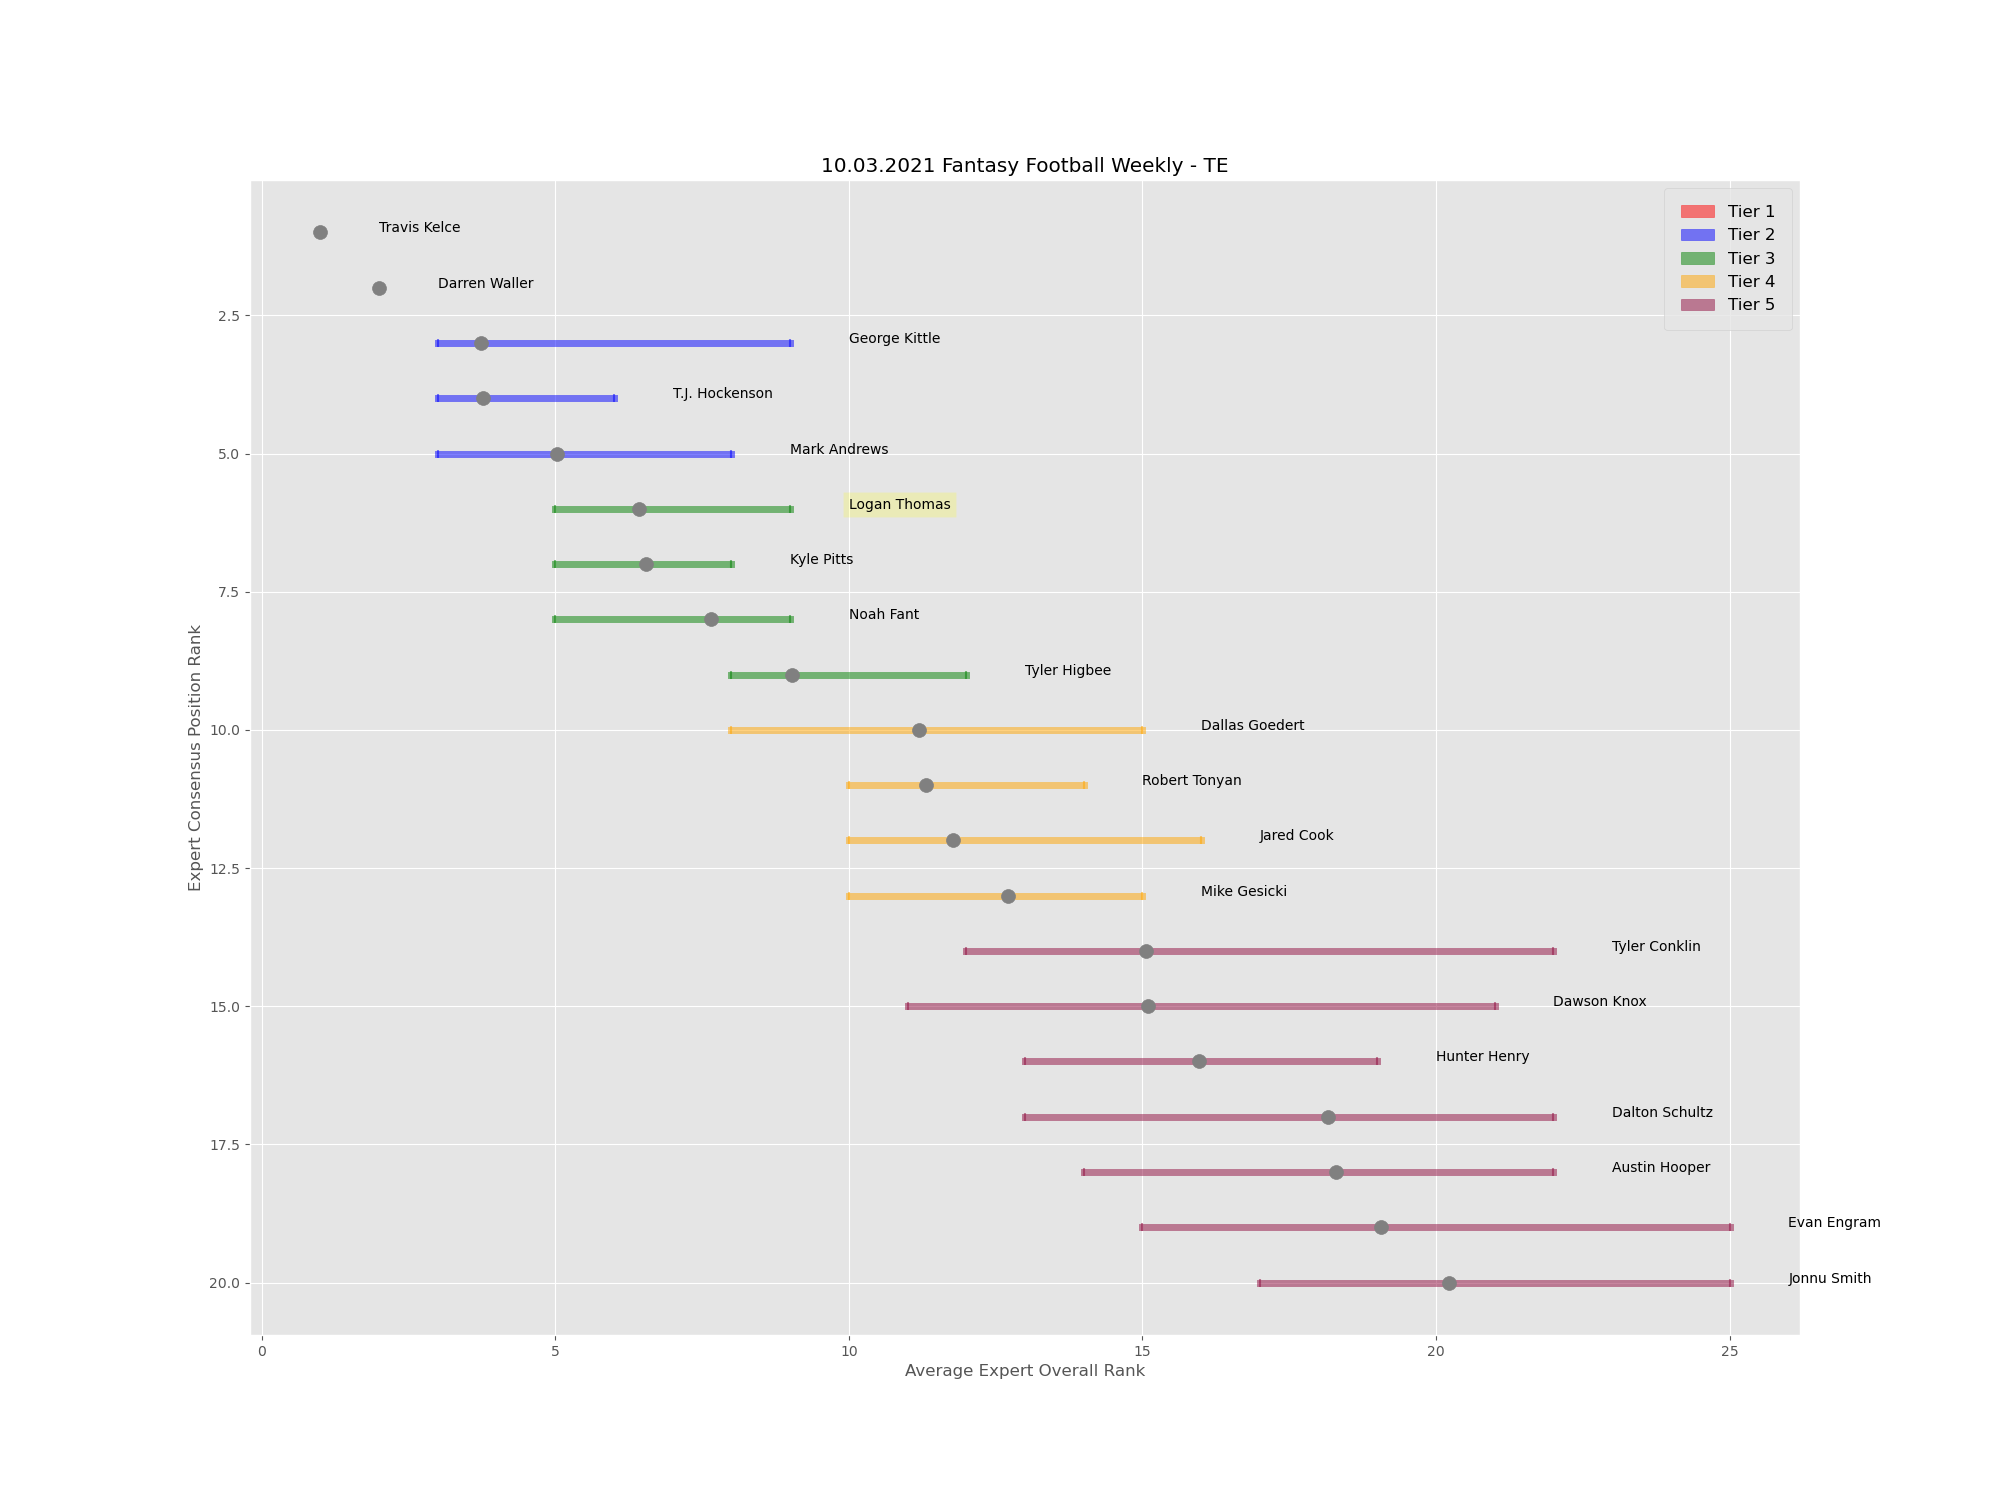 10.03.2021 Fantasy Football Weekly - TE
Tier 1
Tier 2
Tier 3
Tier 4
Tier 5
Travis Kelce
Darren Waller
2.5
George Kittle
T.J. Hockenson
5.0
Mark Andrews
Logan Thomas
Kyle Pitts
7.5
Noah Fant
Tyler Higbee
10.0
Dallas Goedert
Robert Tonyan
Jared Cook
12.5
Mike Gesicki
Tyler Conklin
15.0
Dawson Knox
Hunter Henry
Dalton Schultz
17.5
Austin Hooper
Evan Engram
20.0
Jonnu Smith
Expert Consensus Position Rank
0 5 10 15 20 25
Average Expert Overall Rank